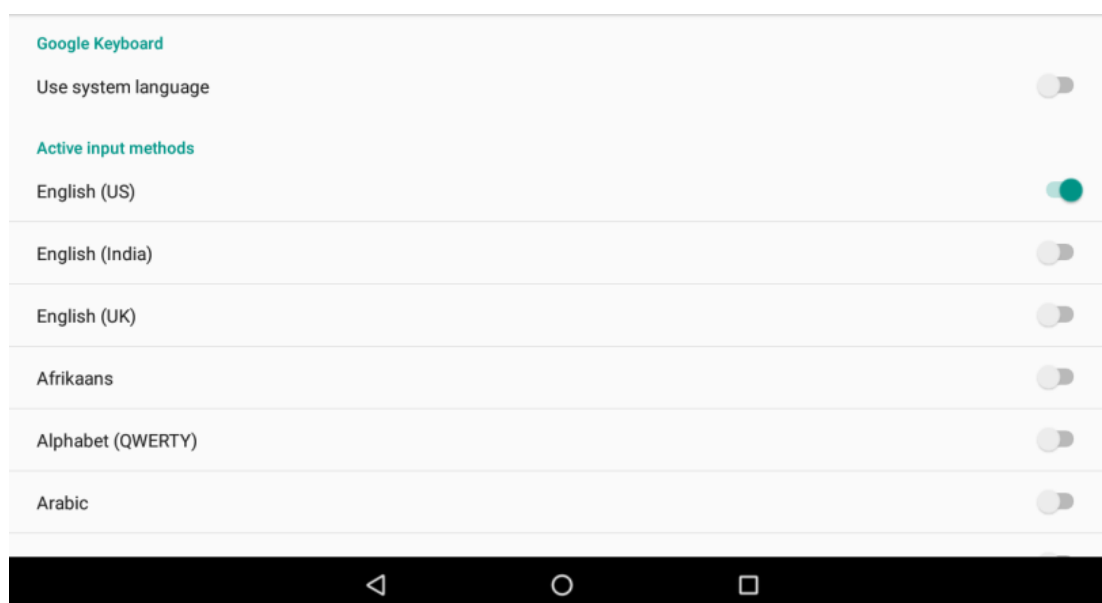 Google Keyboard
Use system language
Active input methods
English (US)
English (India)
English (UK)
Afrikaans
Alphabet (QWERTY)
Arabic